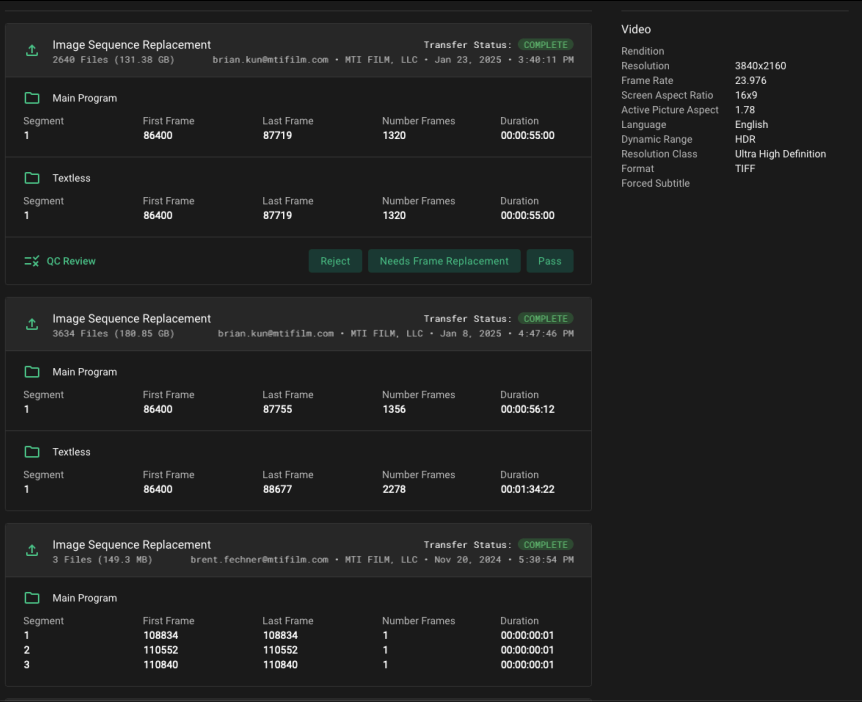 Image Sequence Replacement
Transfer Status: COMPLETE
2640 Files (131.38 GB) brian.kun@mtifilm.com • MTI FILM, LLC • Jan 23, 2025 • 3:40:11 PM
Main Program
Segment First Frame Last Frame Number Frames Duration
1 86400 87719 1320 00:00:55:00
Textless
Segment First Frame Last Frame Number Frames Duration
1 86400 87719 1320 00:00:55:00
QC Review Reject Needs Frame Replacement Pass
Image Sequence Replacement
Transfer Status: COMPLETE
3634 Files (180.85 GB) brian.kun@mtifilm.com • MTI FILM, LLC • Jan 8, 2025 • 4:47:46 PM
Main Program
Segment First Frame Last Frame Number Frames Duration
1 86400 87755 1356 00:00:56:12
Textless
Segment First Frame Last Frame Number Frames Duration
1 86400 88677 2278 00:01:34:22
Image Sequence Replacement
Transfer Status: COMPLETE
3 Files (149.3 MB) brent.fechner@mtifilm.com • MTI FILM, LLC • Nov 20, 2024 • 5:30:54 PM
Main Program
Segment First Frame Last Frame Number Frames Duration
1 108834 108834 1 00:00:00:01
2 110552 110552 1 00:00:00:01
3 110840 110840 1 00:00:00:01
Video
Rendition
Resolution 3840x2160
Frame Rate 23.976
Screen Aspect Ratio 16x9
Active Picture Aspect 1.78
Language English
Dynamic Range HDR
Resolution Class Ultra High Definition
Format TIFF
Forced Subtitle